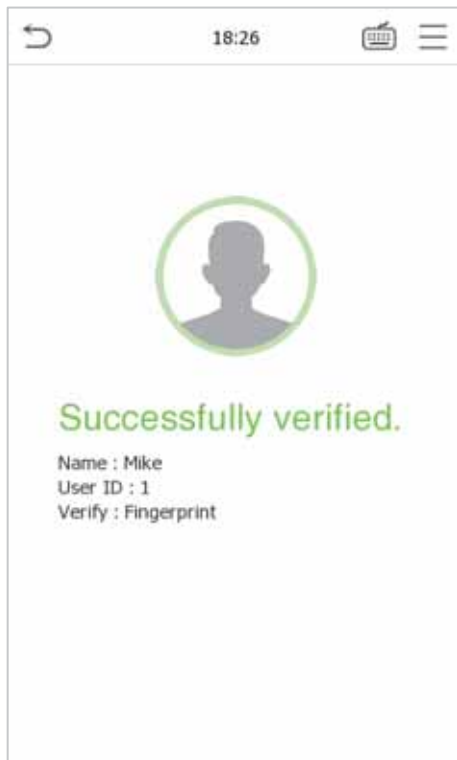 18:26
Successfully verified.
Name : Mike
User ID : 1
Verify : Fingerprint